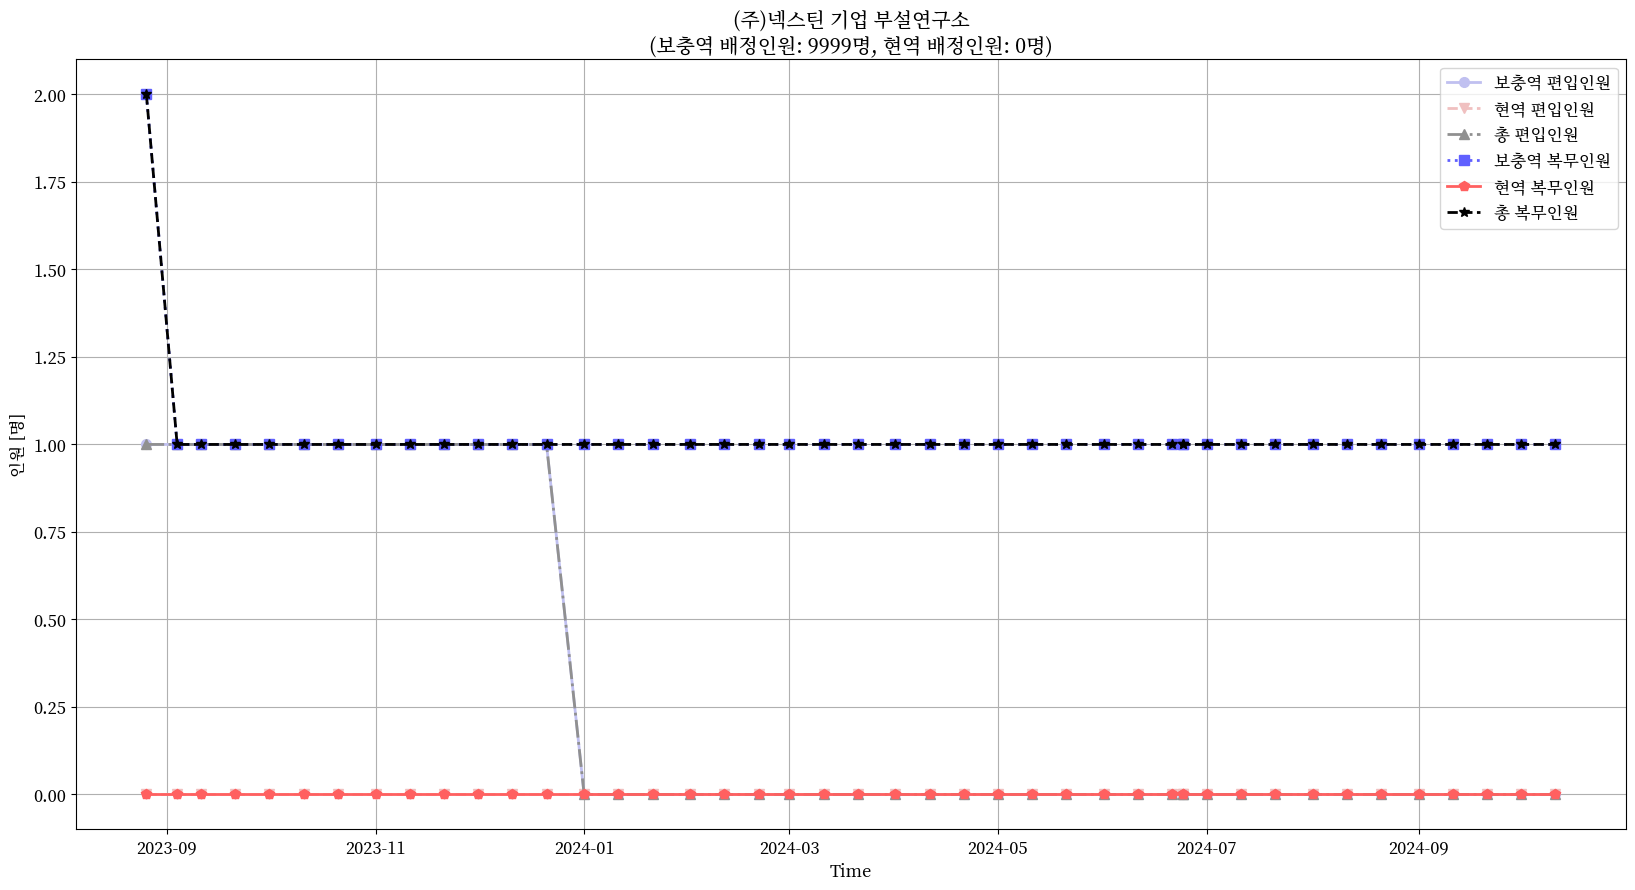 (주)넥스틴 기업 부설연구소
(보충역 배정인원: 9999명, 현역 배정인원: 0명)
보충역 편입인원
현역 편입인원
총 편입인원
보충역 복무인원
현역 복무인원
총 복무인원
인원 [명]
2.00
1.75
1.50
1.25
1.00
0.75
0.50
0.25
0.00
2023-09
2023-11
2024-01
2024-03
2024-05
2024-07
2024-09
Time